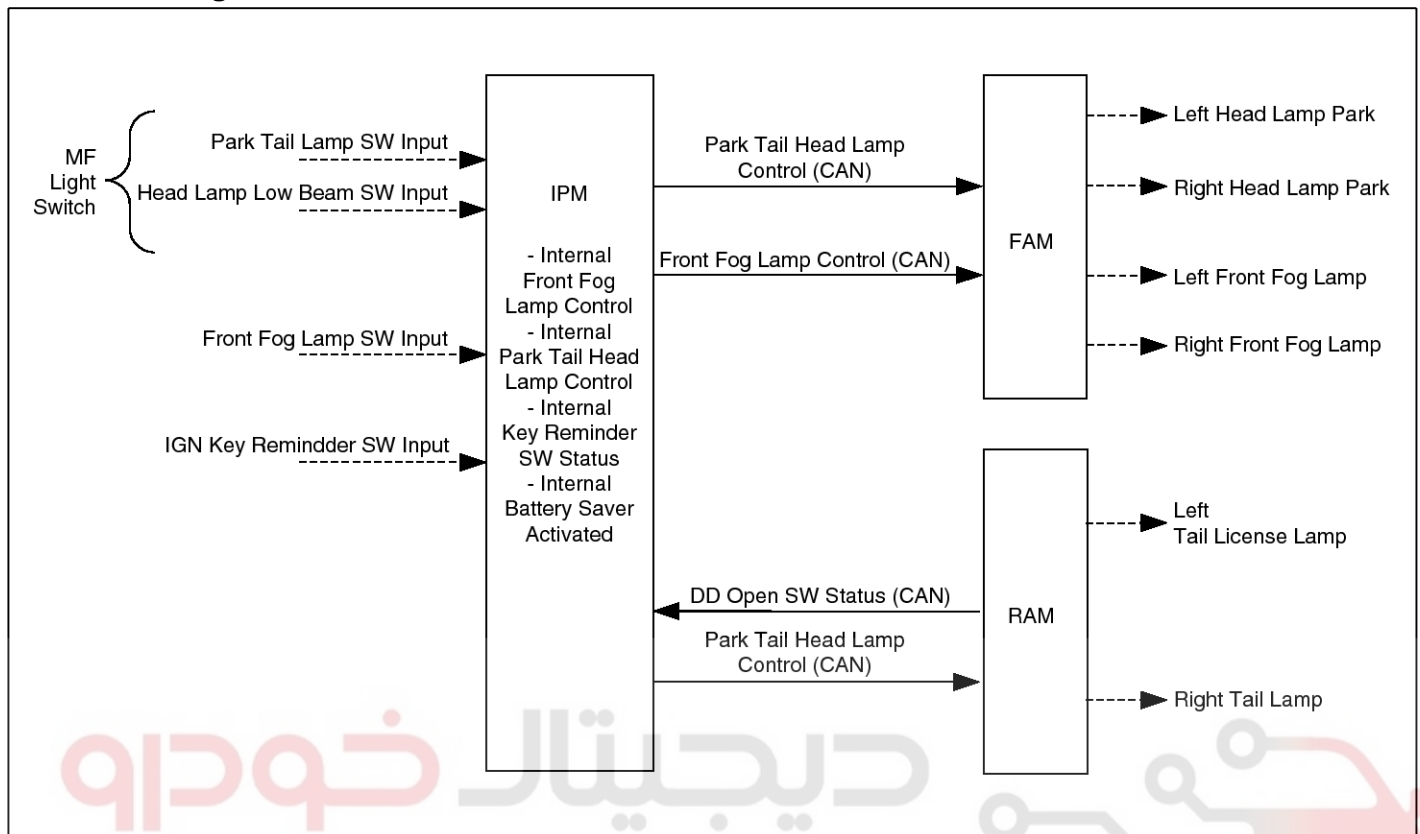 MF
Light
Switch
Park Tail Lamp SW Input
Head Lamp Low Beam SW Input
Front Fog Lamp SW Input
IGN Key Remindder SW Input
IPM
- Internal
Front Fog
Lamp Control
- Internal
Park Tail Head
Lamp Control
- Internal
Key Reminder
SW Status
- Internal
Battery Saver
Activated
Park Tail Head Lamp
Control (CAN)
Front Fog Lamp Control (CAN)
DD Open SW Status (CAN)
Park Tail Head Lamp
Control (CAN)
FAM
Left Head Lamp Park
Right Head Lamp Park
Left Front Fog Lamp
Right Front Fog Lamp
RAM
Left
Tail License Lamp
Right Tail Lamp
دیجیتال خودرو